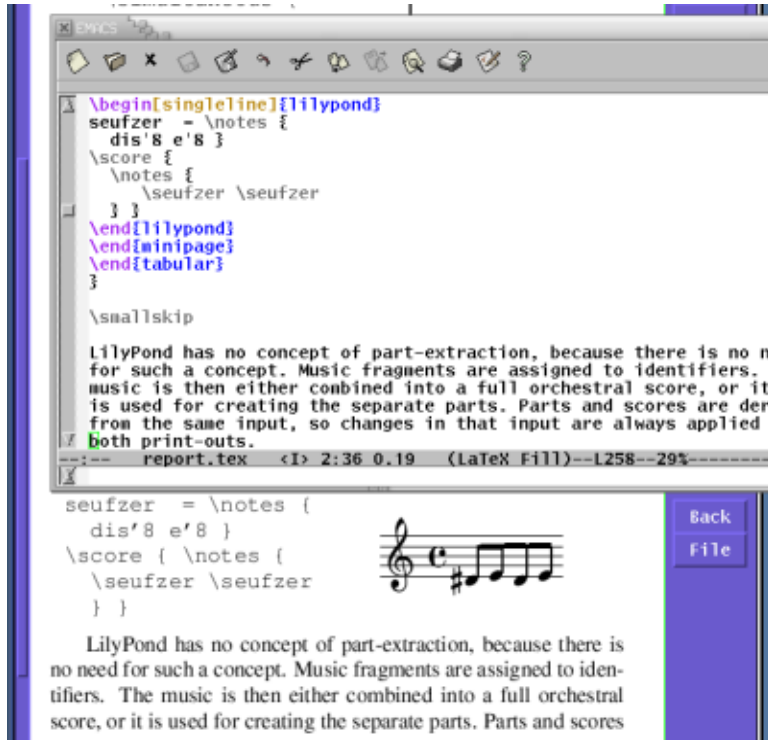 EMACS
\begin[singleline]{lilypond}
seufzer = \notes {
dis'8 e'8 }
\score {
\notes {
\seufzer \seufzer
} }
\end{lilypond}
\end{minipage}
\end{tabular}
}
\smallskip
LilyPond has no concept of part-extraction, because there is no n
for such a concept. Music fragments are assigned to identifiers.
music is then either combined into a full orchestral score, or it
is used for creating the separate parts. Parts and scores are der
from the same input, so changes in that input are always applied
both print-outs.
--:-- report.tex <I> 2:36 0.19 (LaTeX Fill)--L258--29%--------
seufzer = \notes {
dis'8 e'8 }
\score { \notes {
\seufzer \seufzer
} }
Back
File
LilyPond has no concept of part-extraction, because there is
no need for such a concept. Music fragments are assigned to iden-
tifiers. The music is then either combined into a full orchestral
score, or it is used for creating the separate parts. Parts and scores